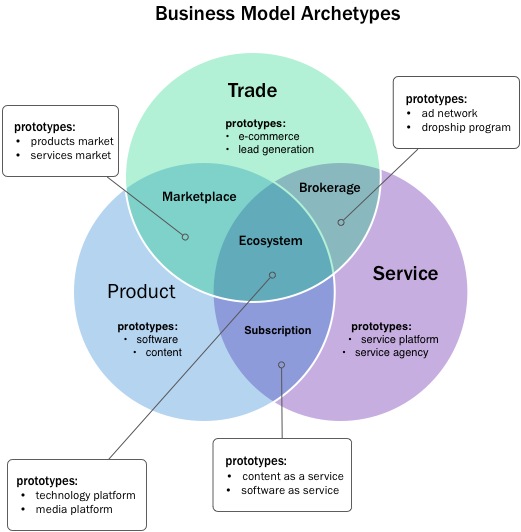 Business Model Archetypes
Trade
prototypes:
• e-commerce
• lead generation
prototypes:
• ad network
• dropship program
prototypes:
• products market
• services market
Marketplace
Brokerage
Ecosystem
Product
prototypes:
• software
• content
Service
prototypes:
• service platform
• service agency
Subscription
prototypes:
• technology platform
• media platform
prototypes:
• content as a service
• software as service